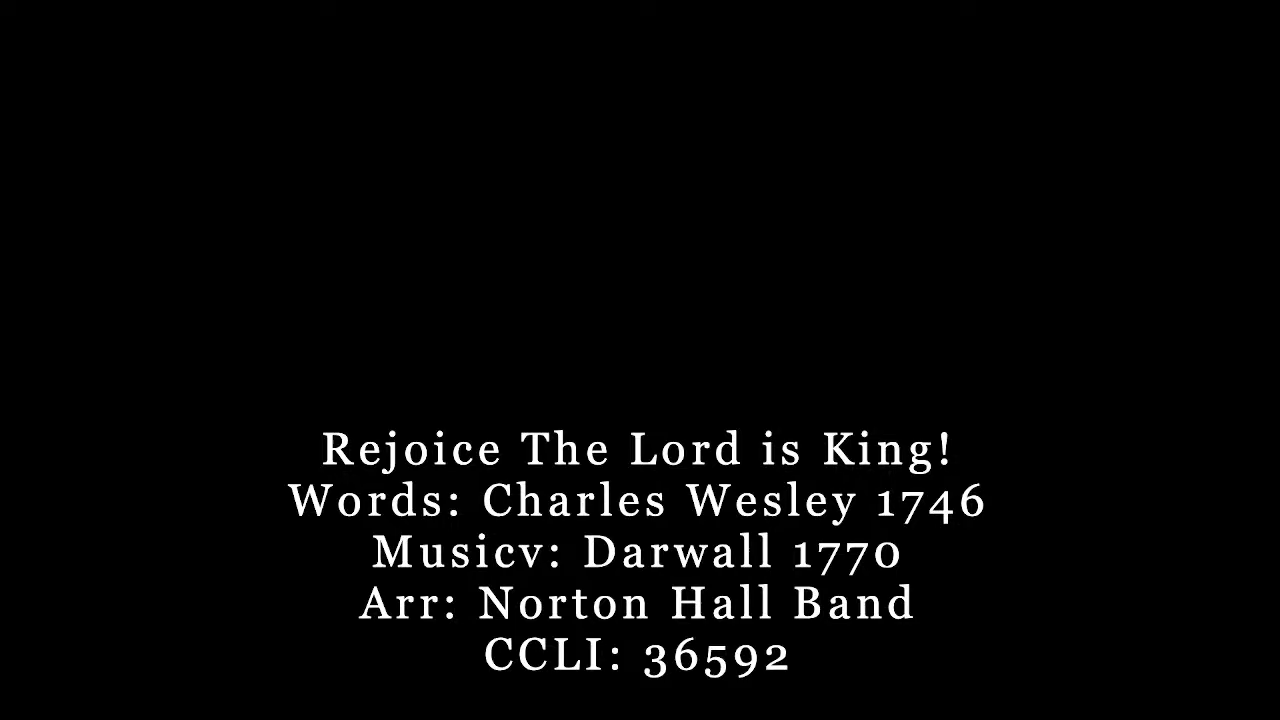 Rejoice The Lord is King!
Words: Charles Wesley 1746
Musicv: Darwall 1770
Arr: Norton Hall Band
CCLI: 36592